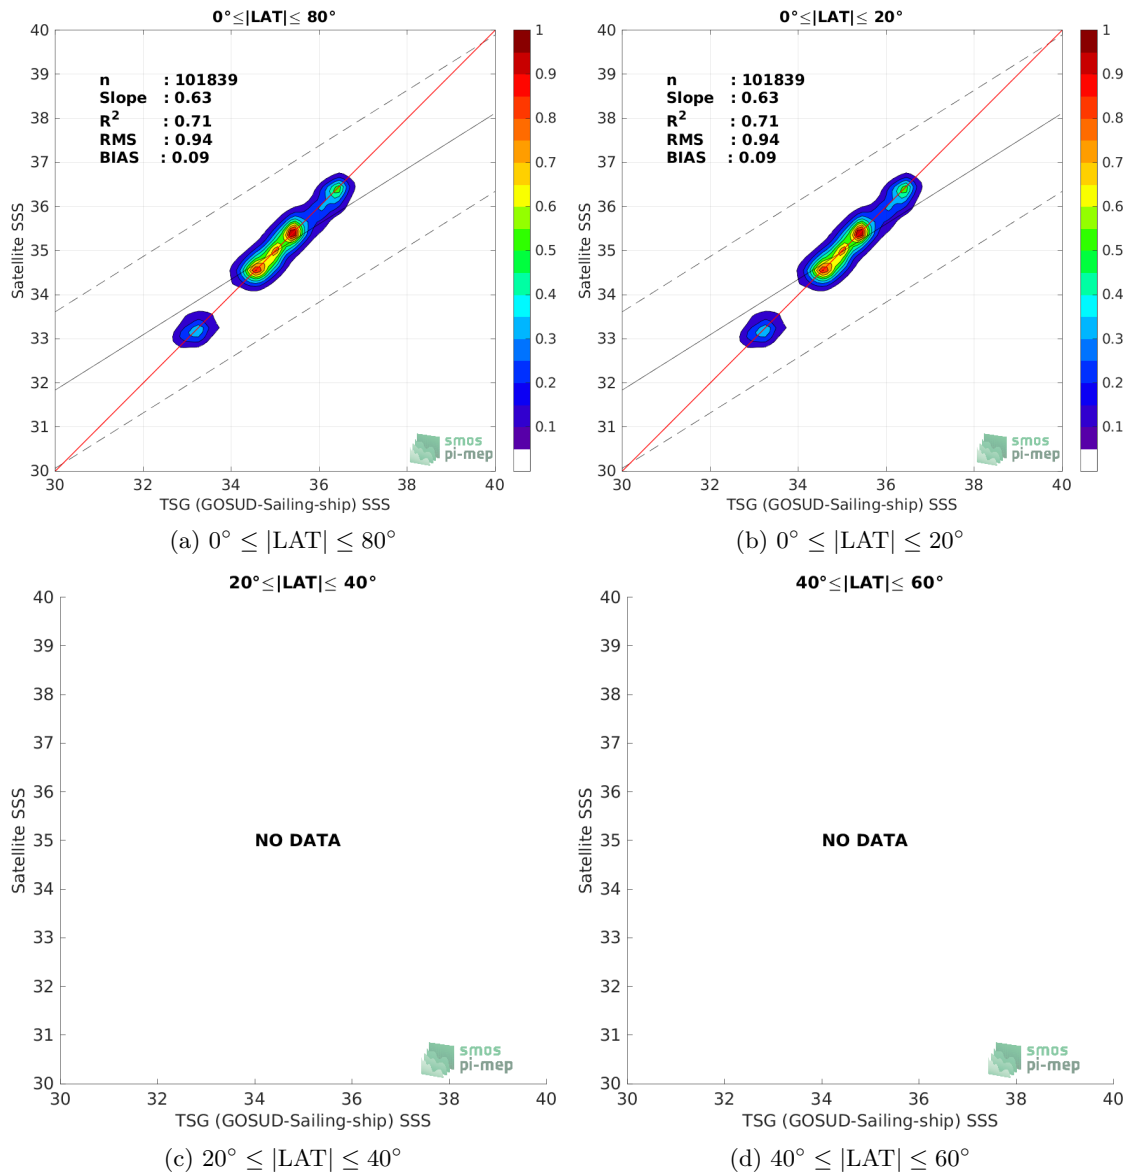 0°≤|LAT|≤ 80°
40
39
38
37
36
35
34
33
32
31
30
Satellite SSS
n : 101839
Slope : 0.63
R² : 0.71
RMS : 0.94
BIAS : 0.09
1
0.9
0.8
0.7
0.6
0.5
0.4
0.3
0.2
0.1
smos
pi-mep
30 32 34 36 38 40
TSG (GOSUD-Sailing-ship) SSS
(a) 0° ≤ |LAT| ≤ 80°
0°≤|LAT|≤ 20°
40
39
38
37
36
35
34
33
32
31
30
Satellite SSS
n : 101839
Slope : 0.63
R² : 0.71
RMS : 0.94
BIAS : 0.09
1
0.9
0.8
0.7
0.6
0.5
0.4
0.3
0.2
0.1
smos
pi-mep
30 32 34 36 38 40
TSG (GOSUD-Sailing-ship) SSS
(b) 0° ≤ |LAT| ≤ 20°
20°≤|LAT|≤ 40°
40
39
38
37
36
35
34
33
32
31
30
Satellite SSS
NO DATA
smos
pi-mep
30 32 34 36 38 40
TSG (GOSUD-Sailing-ship) SSS
(c) 20° ≤ |LAT| ≤ 40°
40°≤|LAT|≤ 60°
40
39
38
37
36
35
34
33
32
31
30
Satellite SSS
NO DATA
smos
pi-mep
30 32 34 36 38 40
TSG (GOSUD-Sailing-ship) SSS
(d) 40° ≤ |LAT| ≤ 60°